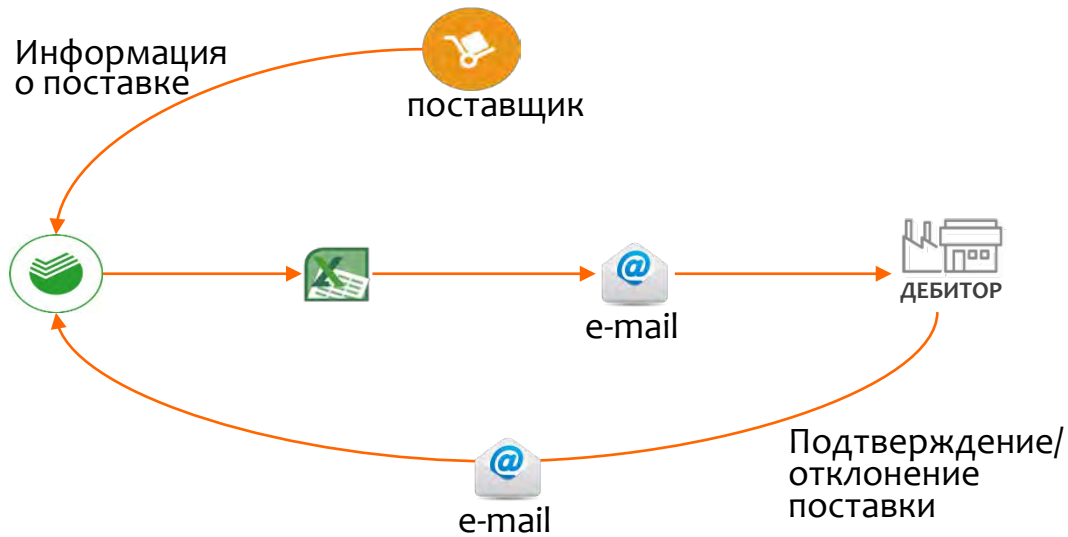 Информация
о поставке
поставщик
ДЕБИТОР
e-mail
Подтверждение/
отклонение
поставки
e-mail